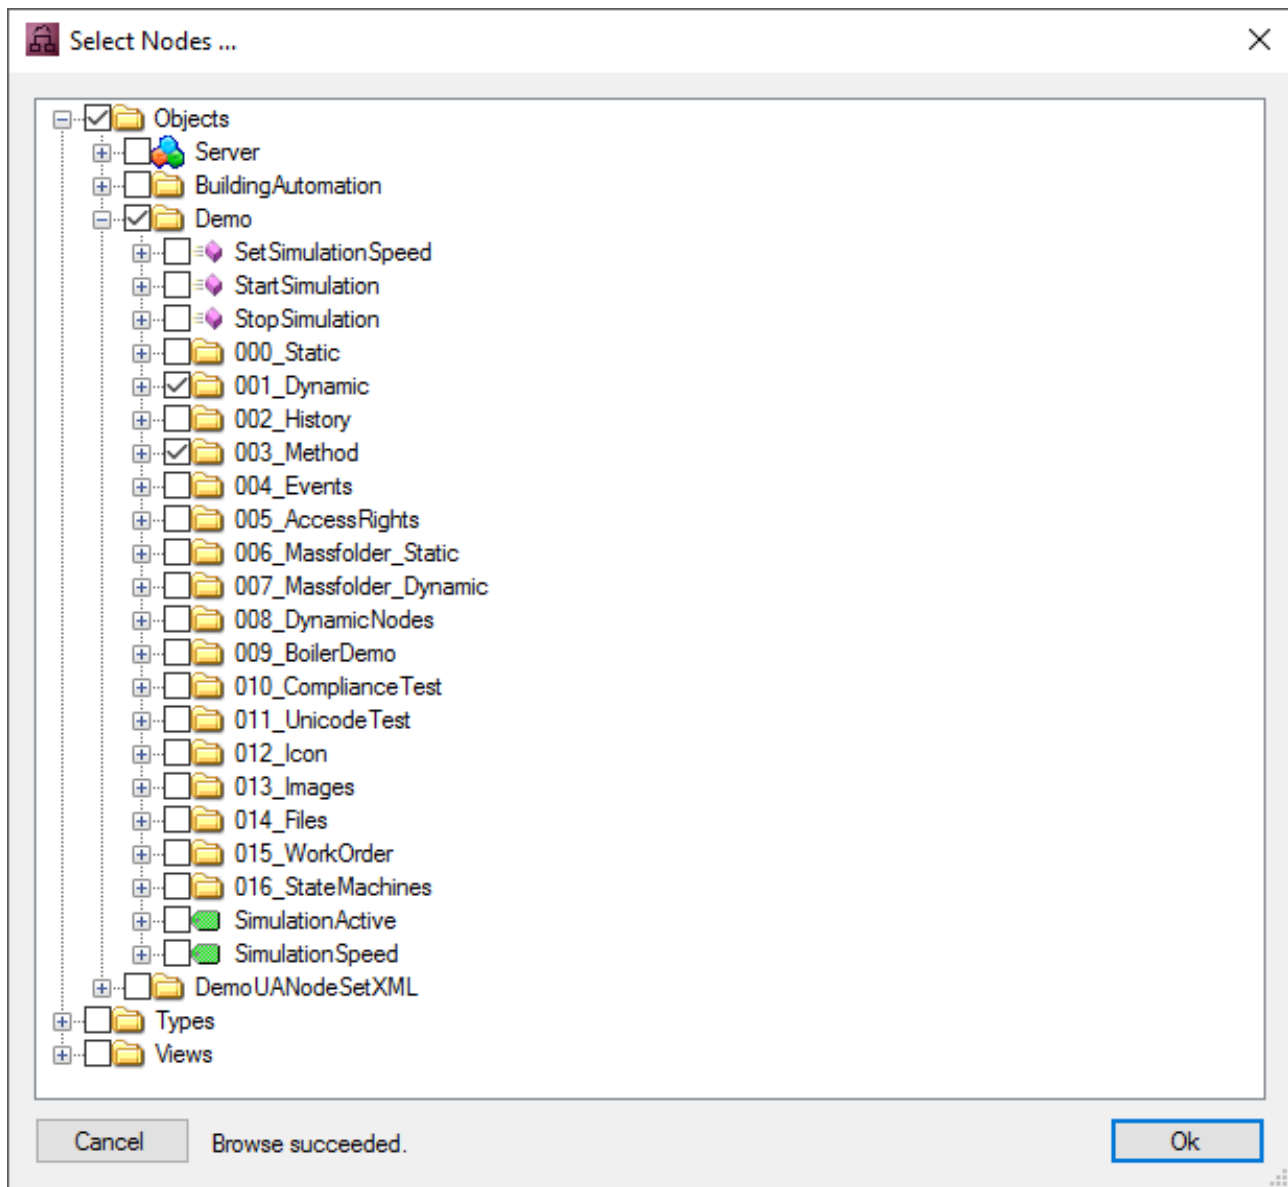 Select Nodes ...
Objects
Server
BuildingAutomation
Demo
SetSimulationSpeed
StartSimulation
StopSimulation
000_Static
001_Dynamic
002_History
003_Method
004_Events
005_AccessRights
006_Massfolder_Static
007_Massfolder_Dynamic
008_DynamicNodes
009_BoilerDemo
010_ComplianceTest
011_UnicodeTest
012_Icon
013_Images
014_Files
015_WorkOrder
016_StateMachines
SimulationActive
SimulationSpeed
DemoUANodeSetXML
Types
Views
Cancel Browse succeeded. Ok